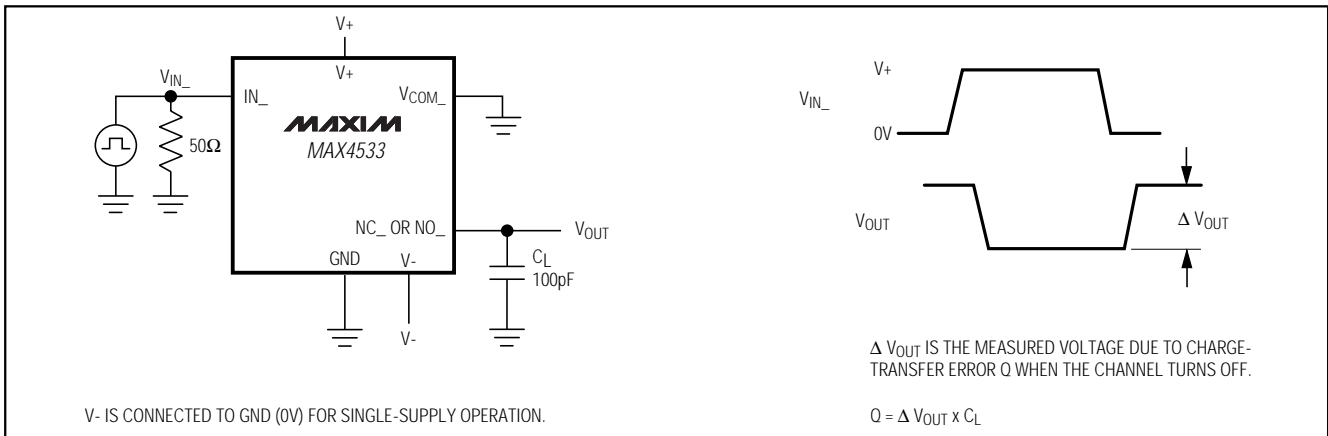 V+
V+
VIN_
IN_
VCOM_
MAXIM
MAX4533
50Ω
NC_ OR NO_
VOUT
GND
V-
CL
100pF
V-
V- IS CONNECTED TO GND (0V) FOR SINGLE-SUPPLY OPERATION.
V+
VIN_
0V
VOUT
Δ VOUT
Δ VOUT IS THE MEASURED VOLTAGE DUE TO CHARGE-
TRANSFER ERROR Q WHEN THE CHANNEL TURNS OFF.
Q = Δ VOUT x CL